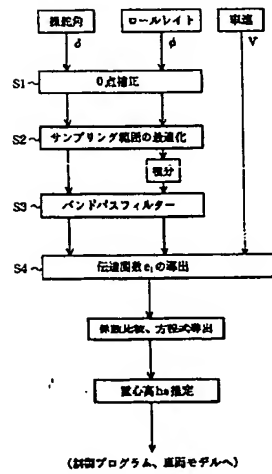 操舵角
ロールレイト
車速
δ
φ
V
S1~
0点補正
S2~
サンプリング範囲の最適化
積分
S3~
バンドパスフィルター
S4~
伝達関数eiの導出
係数比較、方程式導出
重心高hs推定
(制御プログラム、車両モデルへ)